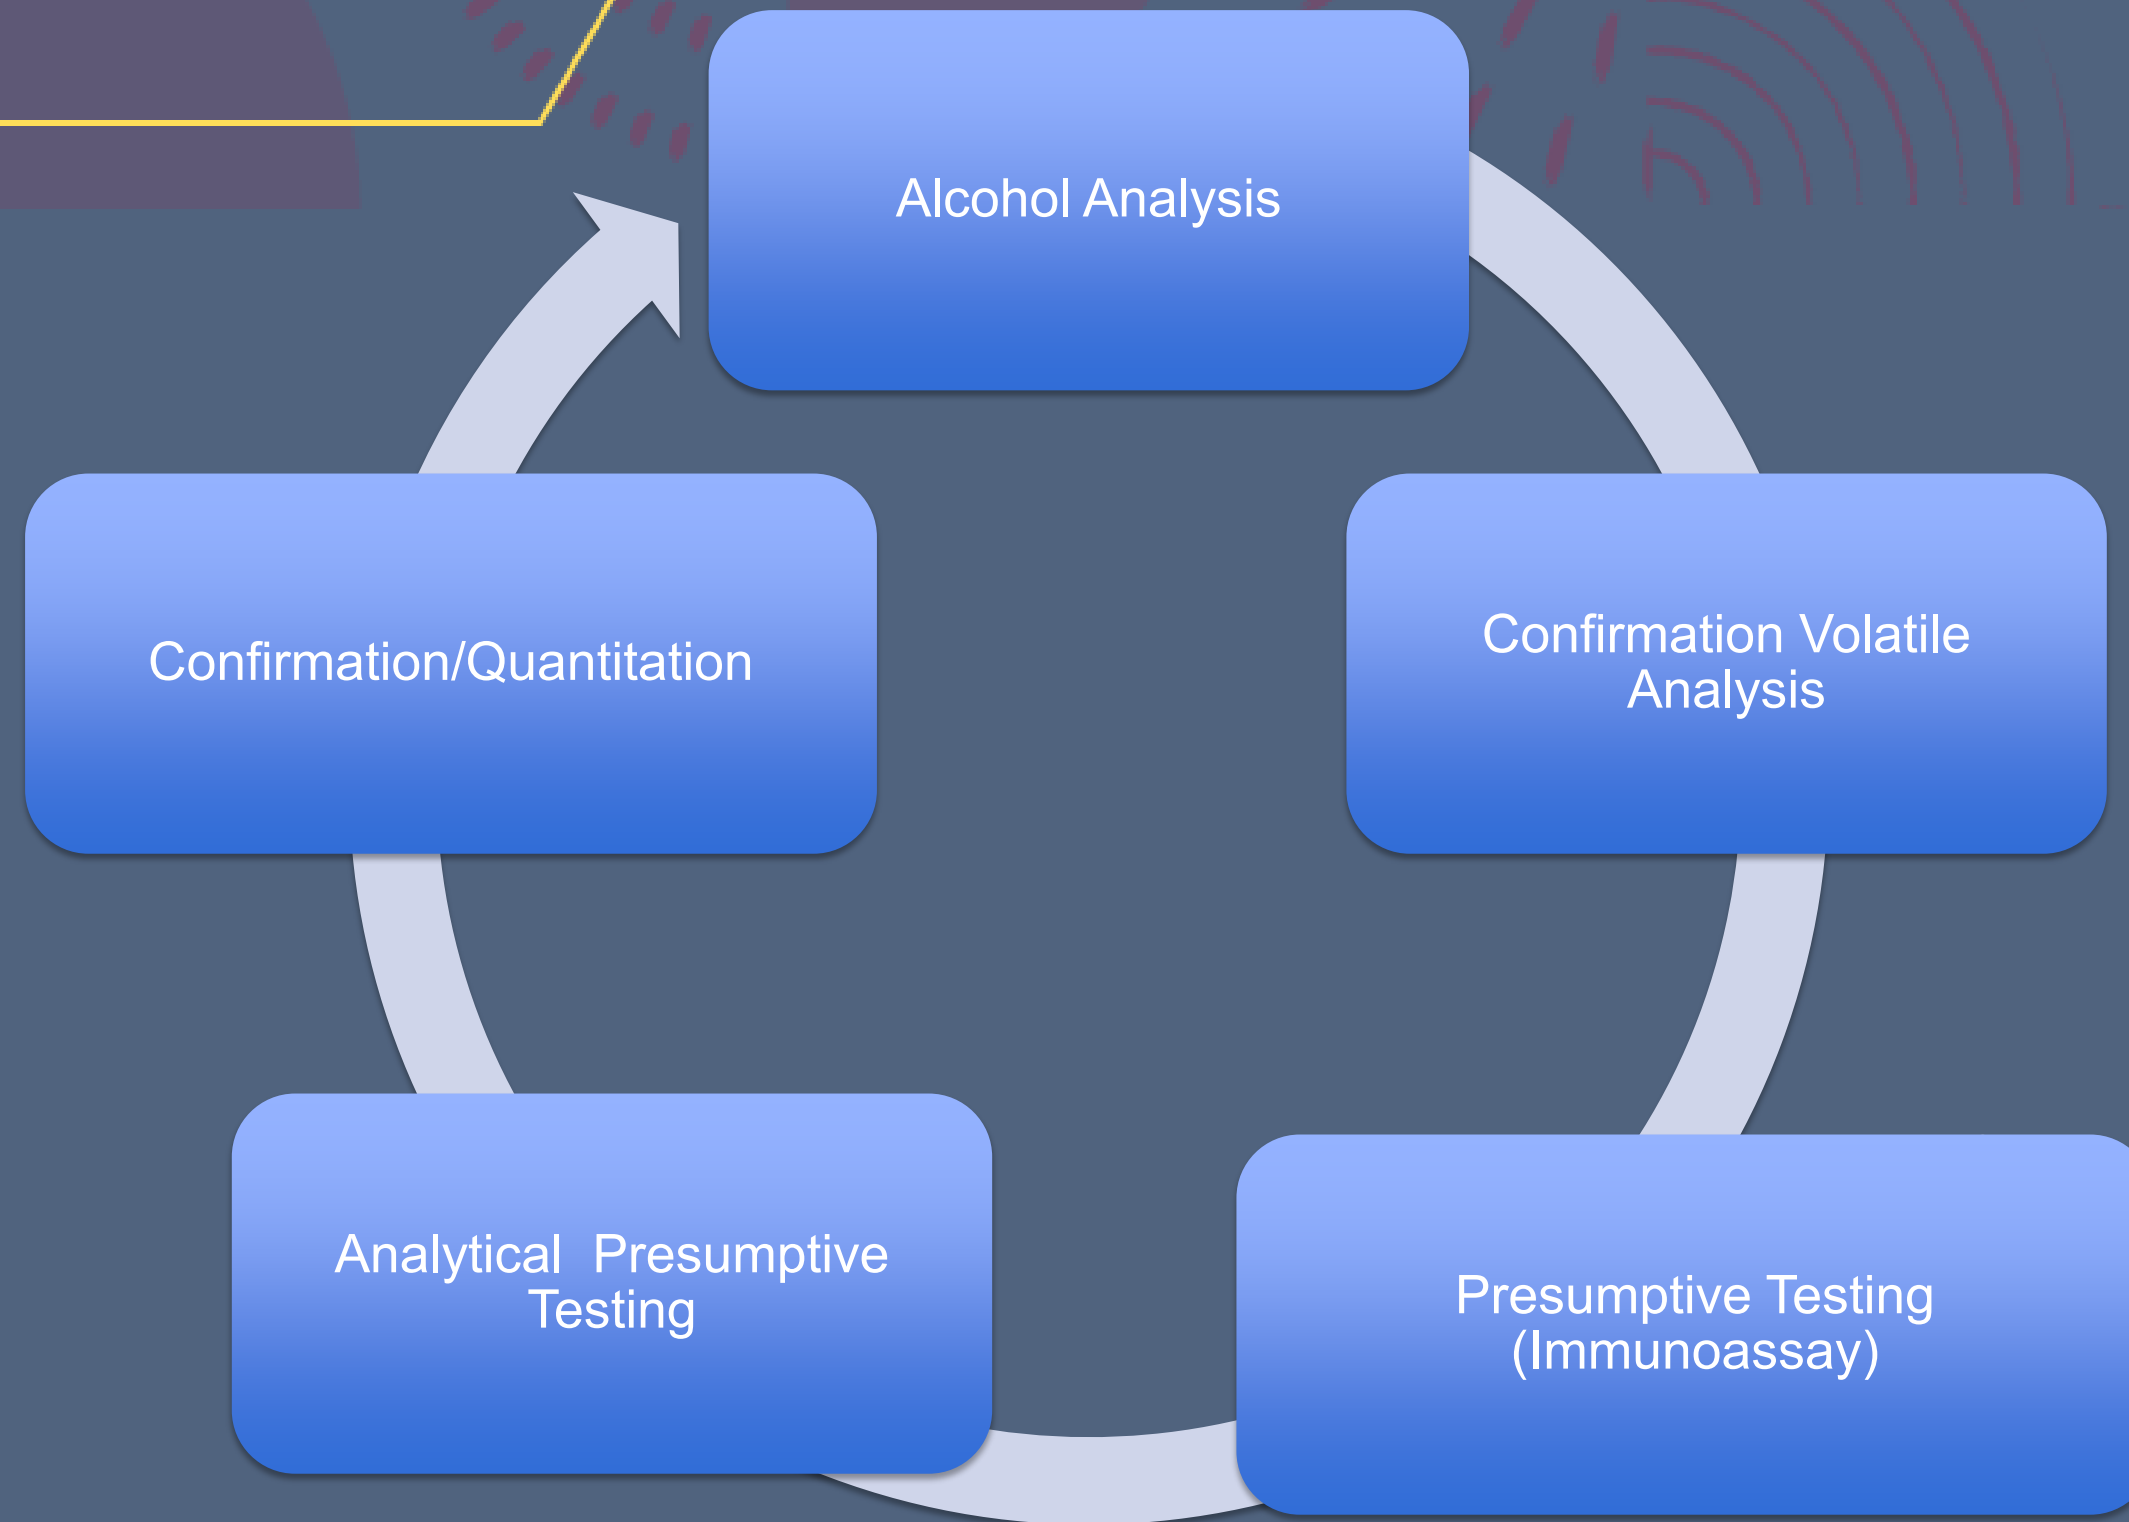 Alcohol Analysis
Confirmation Volatile
Analysis
Presumptive Testing
(Immunoassay)
Analytical  Presumptive
Testing
Confirmation/Quantitation